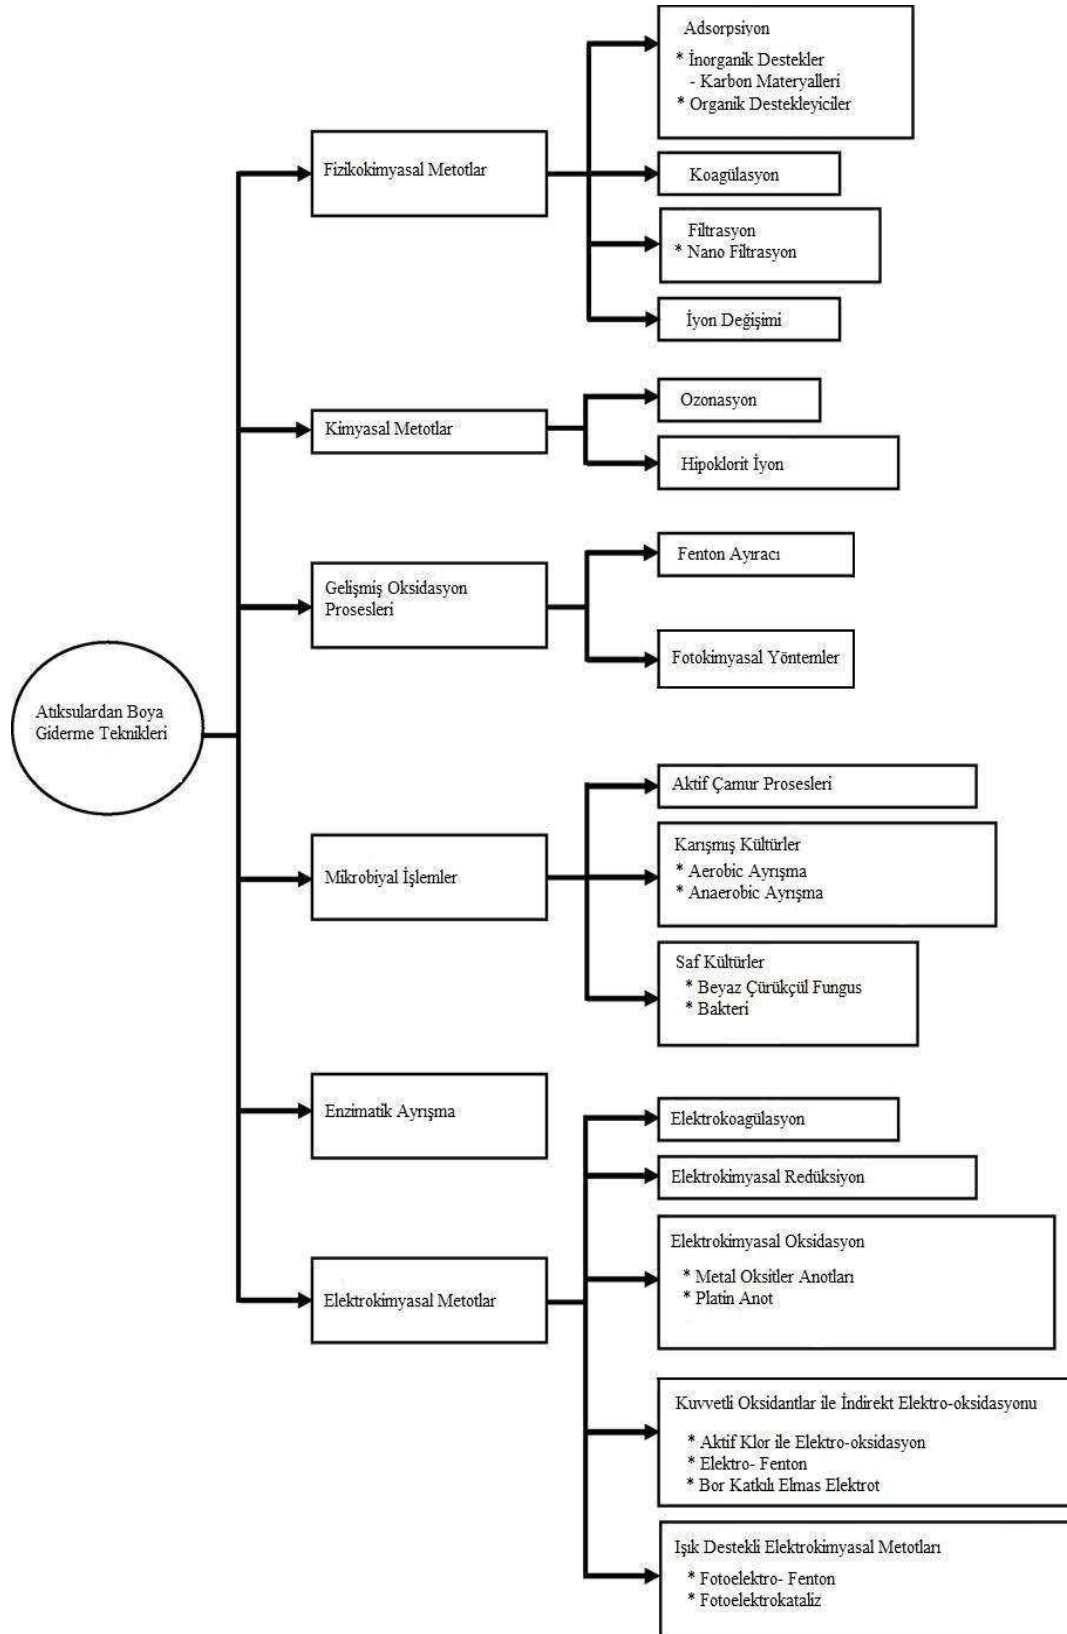 Atıksulardan Boya
Giderme Teknikleri
Fizikokimyasal Metotlar
Adsorpsiyon
* İnorganik Destekler
- Karbon Materyalleri
* Organik Destekleyiciler
Koagülasyon
Filtrasyon
* Nano Filtrasyon
İyon Değişimi
Kimyasal Metotlar
Ozonasyon
Hipoklorit İyon
Gelişmiş Oksidasyon
Prosesleri
Fenton Ayıracı
Fotokimyasal Yöntemler
Mikrobiyal İşlemler
Aktif Çamur Prosesleri
Karışmış Kültürler
* Aerobic Ayrışma
* Anaerobic Ayrışma
Saf Kültürler
* Beyaz Çürükçül Fungus
* Bakteri
Enzimatik Ayrışma
Elektrokimyasal Metotlar
Elektrokoagülasyon
Elektrokimyasal Redüksiyon
Elektrokimyasal Oksidasyon
* Metal Oksitler Anotları
* Platin Anot
Kuvvetli Oksidantlar ile İndirekt Elektro-oksidasyonu
* Aktif Klor ile Elektro-oksidasyon
* Elektro- Fenton
* Bor Katkılı Elmas Elektrot
Işık Destekli Elektrokimyasal Metotları
* Fotoelektro- Fenton
* Fotoelektrokataliz